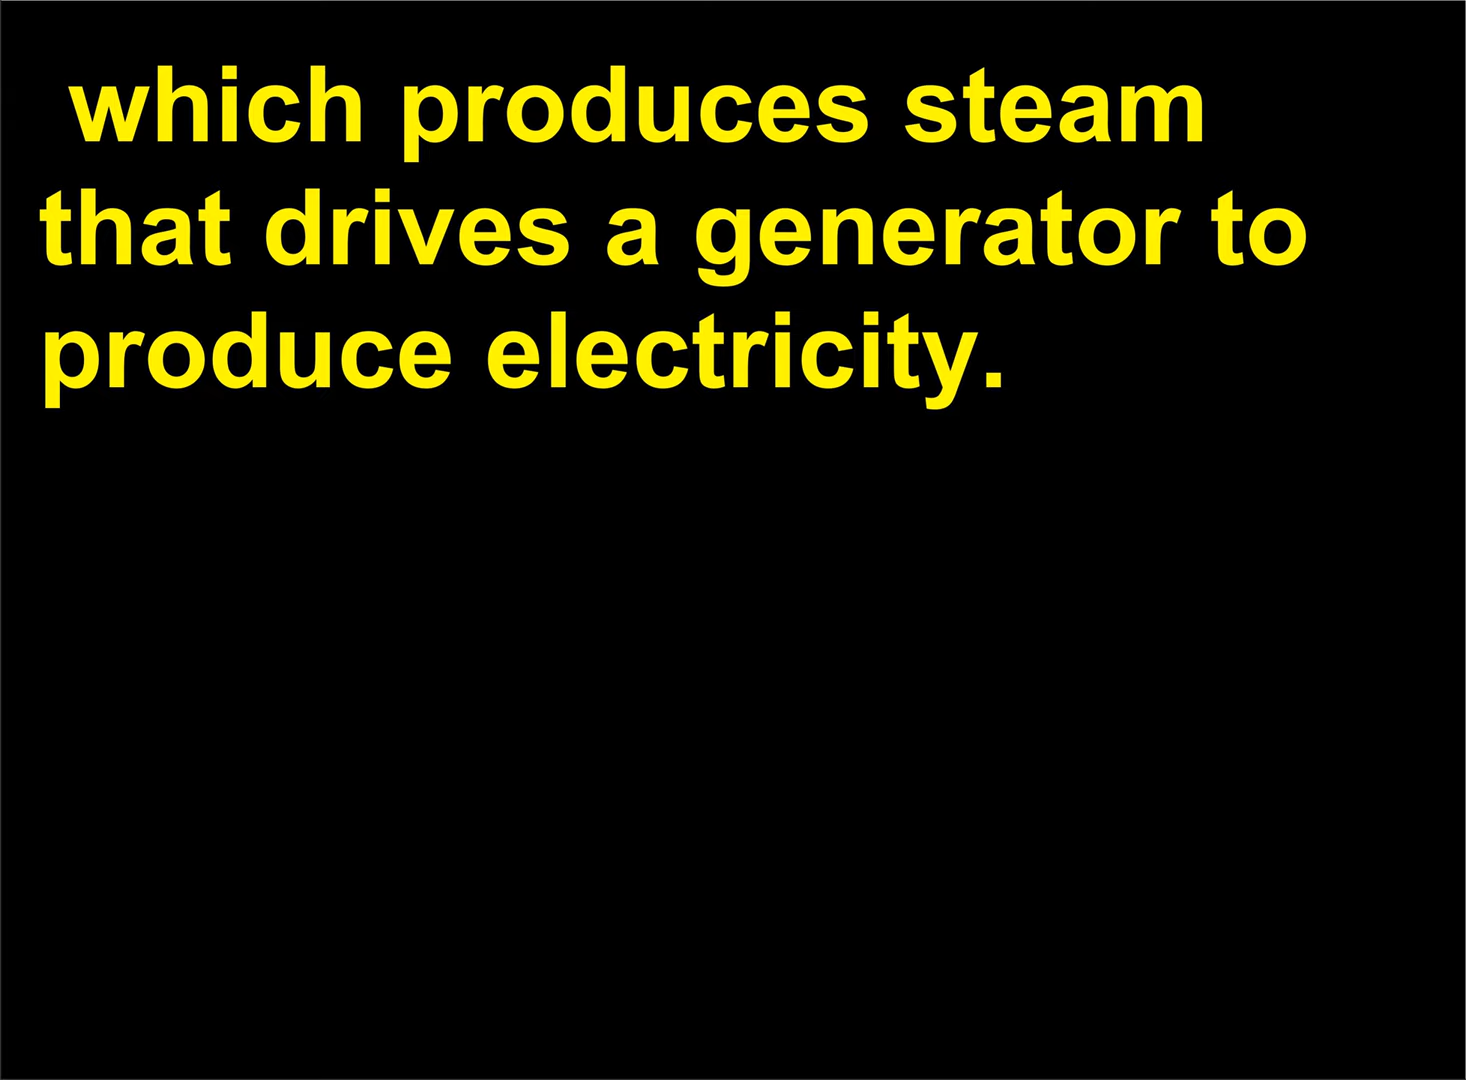 which produces steam
that drives a generator to
produce electricity.